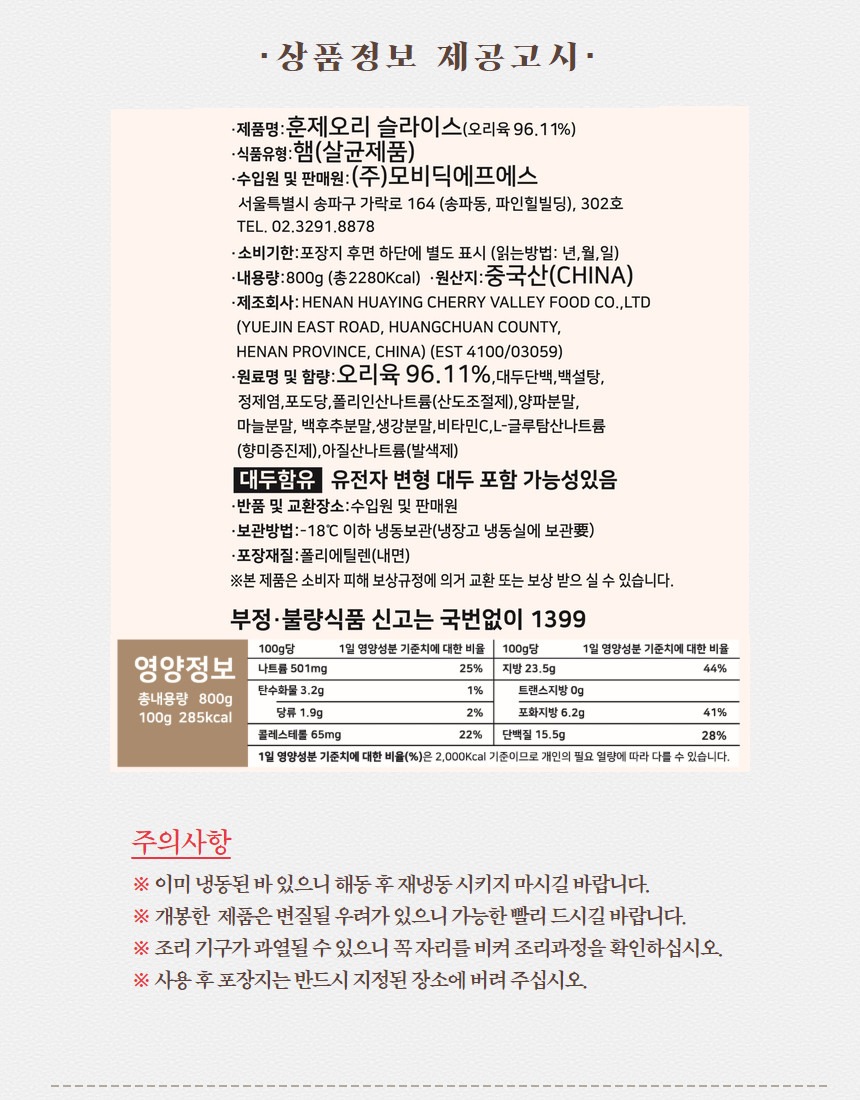 ·상품정보 제공고시·
·제품명:훈제오리 슬라이스(오리육 96.11%)
·식품유형:햄(살균제품)
·수입원 및 판매원:(주)모비딕에프에스
서울특별시 송파구 가락로 164 (송파동, 파인힐빌딩), 302호
TEL. 02.3291.8878
·소비기한:포장지 후면 하단에 별도 표시 (읽는방법: 년,월,일)
·내용량:800g (총2280Kcal) ·원산지:중국산(CHINA)
·제조회사:HENAN HUAYING CHERRY VALLEY FOOD CO.,LTD
(YUEJIN EAST ROAD, HUANGCHUAN COUNTY,
HENAN PROVINCE, CHINA) (EST 4100/03059)
·원료명 및 함량:오리육 96.11%,대두단백,백설탕,
정제염,포도당,폴리인산나트륨(산도조절제),양파분말,
마늘분말, 백후추분말,생강분말,비타민C,L-글루탐산나트륨
(향미증진제),아질산나트륨(발색제)
대두함유 유전자 변형 대두 포함 가능성있음
·반품 및 교환장소:수입원 및 판매원
·보관방법:-18℃ 이하 냉동보관(냉장고 냉동실에 보관要)
·포장재질:폴리에틸렌(내면)
※본 제품은 소비자 피해 보상규정에 의거 교환 또는 보상 받으 실 수 있습니다.
부정·불량식품 신고는 국번없이 1399
영양정보
총내용량 800g
100g 285kcal
100g당 1일 영양성분 기준치에 대한 비율 100g당 1일 영양성분 기준치에 대한 비율
나트륨 501mg 25% 지방 23.5g 44%
탄수화물 3.2g 1% 트랜스지방 0g
당류 1.9g 2% 포화지방 6.2g 41%
콜레스테롤 65mg 22% 단백질 15.5g 28%
1일 영양성분 기준치에 대한 비율(%)은 2,000Kcal 기준이므로 개인의 필요 열량에 따라 다를 수 있습니다.
주의사항
※ 이미 냉동된 바 있으니 해동 후 재냉동 시키지 마시길 바랍니다.
※ 개봉한 제품은 변질될 우려가 있으니 가능한 빨리 드시길 바랍니다.
※ 조리 기구가 과열될 수 있으니 꼭 자리를 비켜 조리과정을 확인하십시오.
※ 사용 후 포장지는 반드시 지정된 장소에 버려 주십시오.